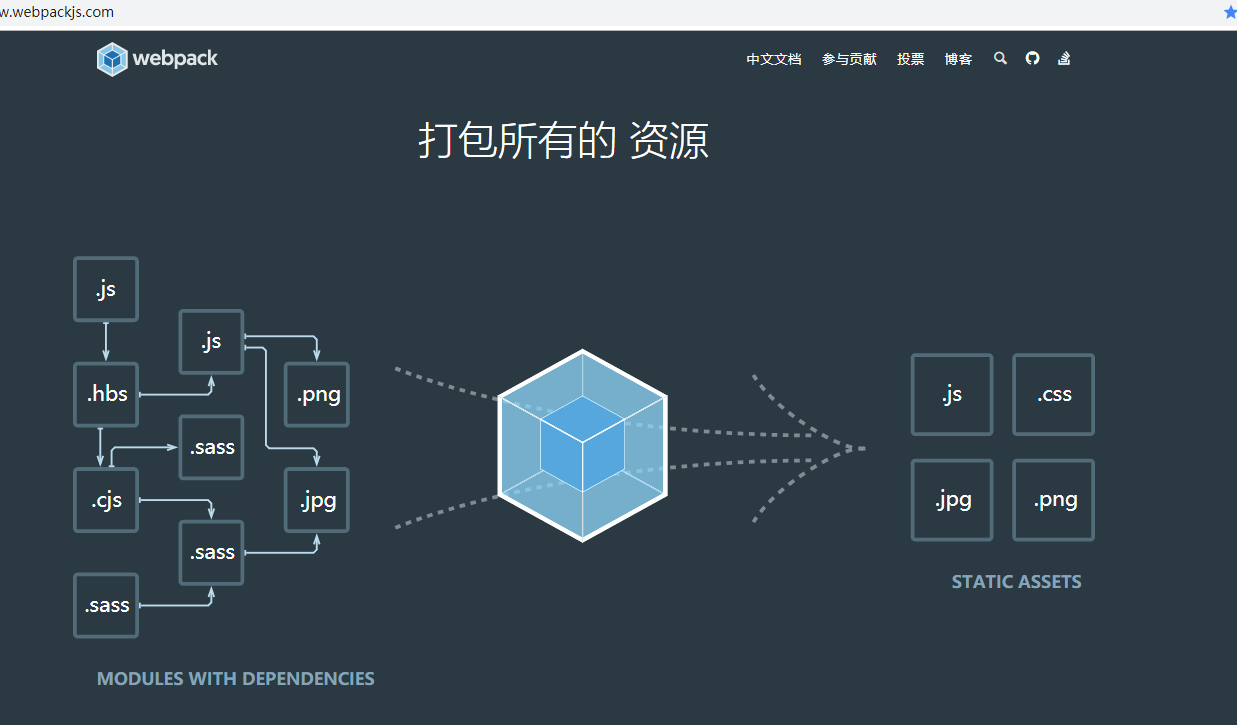 w.webpackjs.com
webpack
中文文档 参与贡献 投票 博客
打包所有的 资源
.js
.js
.hbs
.png
.sass
.cjs
.jpg
.sass
.sass
MODULES WITH DEPENDENCIES
.js .css
.jpg .png
STATIC ASSETS